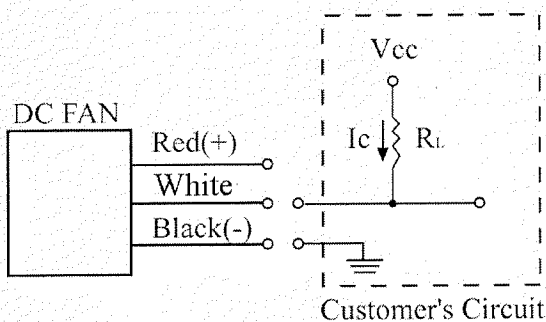 Vcc
DC FAN
Ic
RL
Red(+)
White
Black(-)
Customer's Circuit